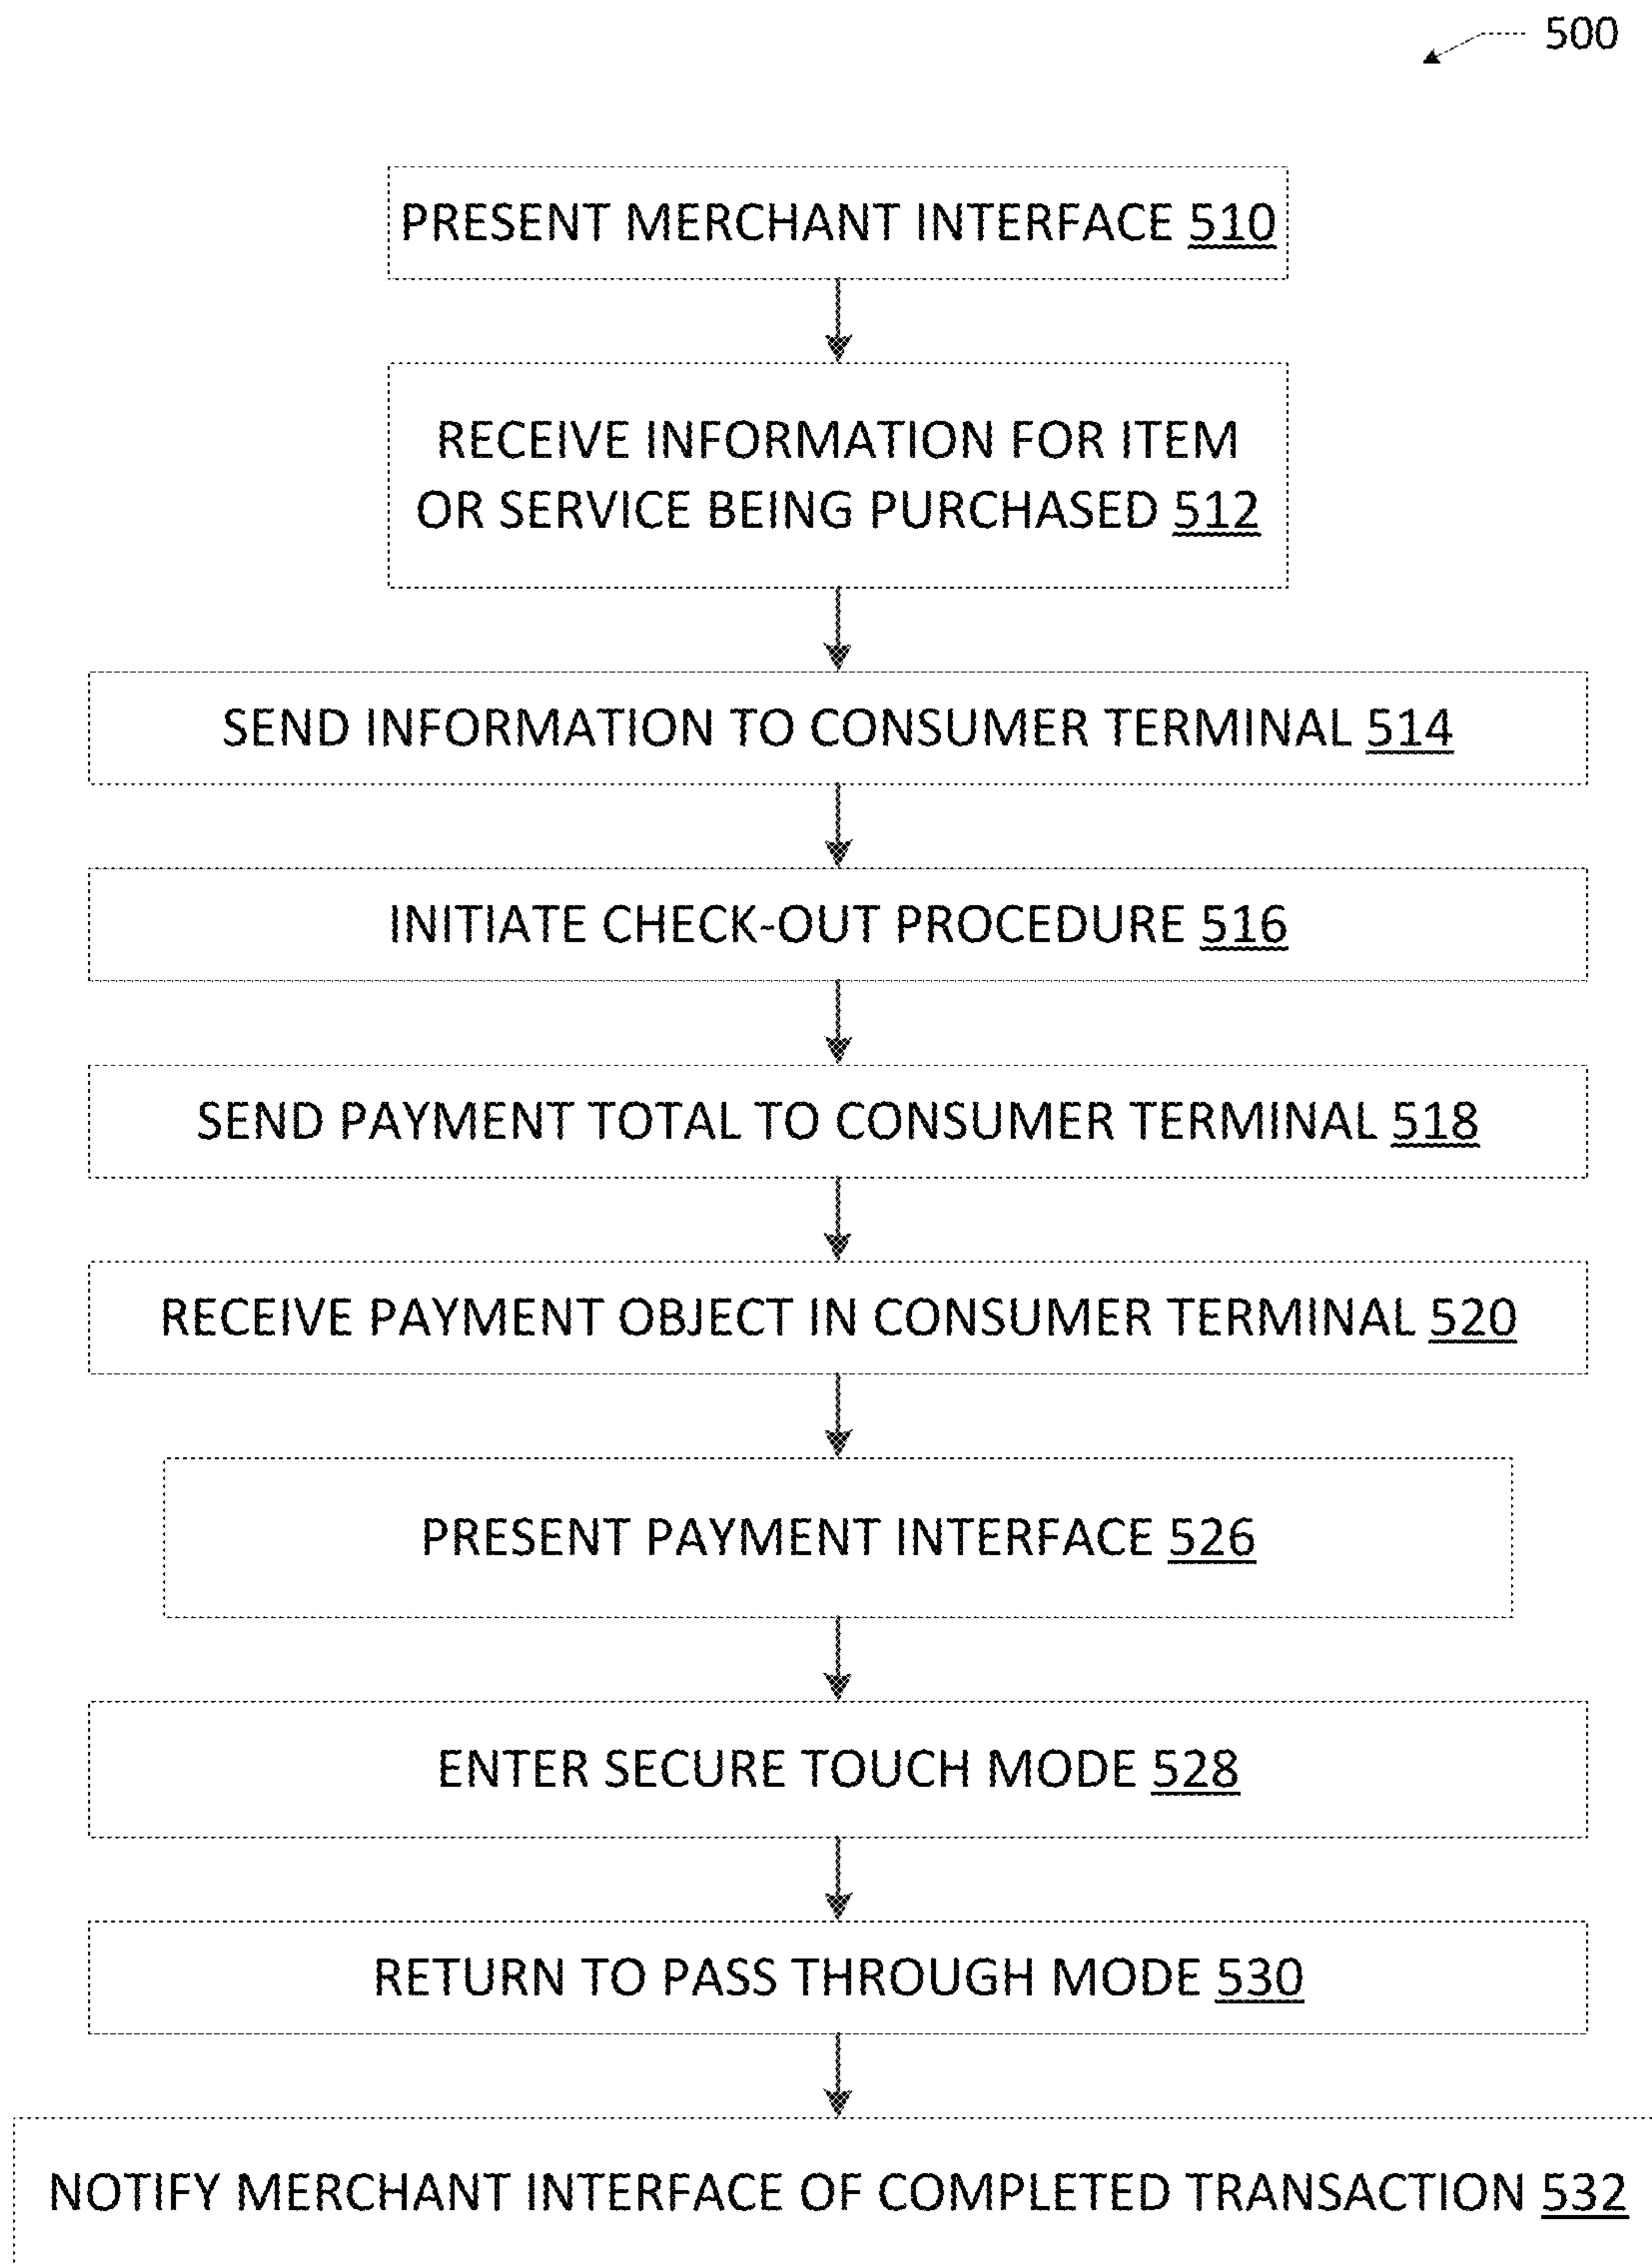 500
PRESENT MERCHANT INTERFACE 510
RECEIVE INFORMATION FOR ITEM
OR SERVICE BEING PURCHASED 512
SEND INFORMATION TO CONSUMER TERMINAL 514
INITIATE CHECK-OUT PROCEDURE 516
SEND PAYMENT TOTAL TO CONSUMER TERMINAL 518
RECEIVE PAYMENT OBJECT IN CONSUMER TERMINAL 520
PRESENT PAYMENT INTERFACE 526
ENTER SECURE TOUCH MODE 528
RETURN TO PASS THROUGH MODE 530
NOTIFY MERCHANT INTERFACE OF COMPLETED TRANSACTION 532